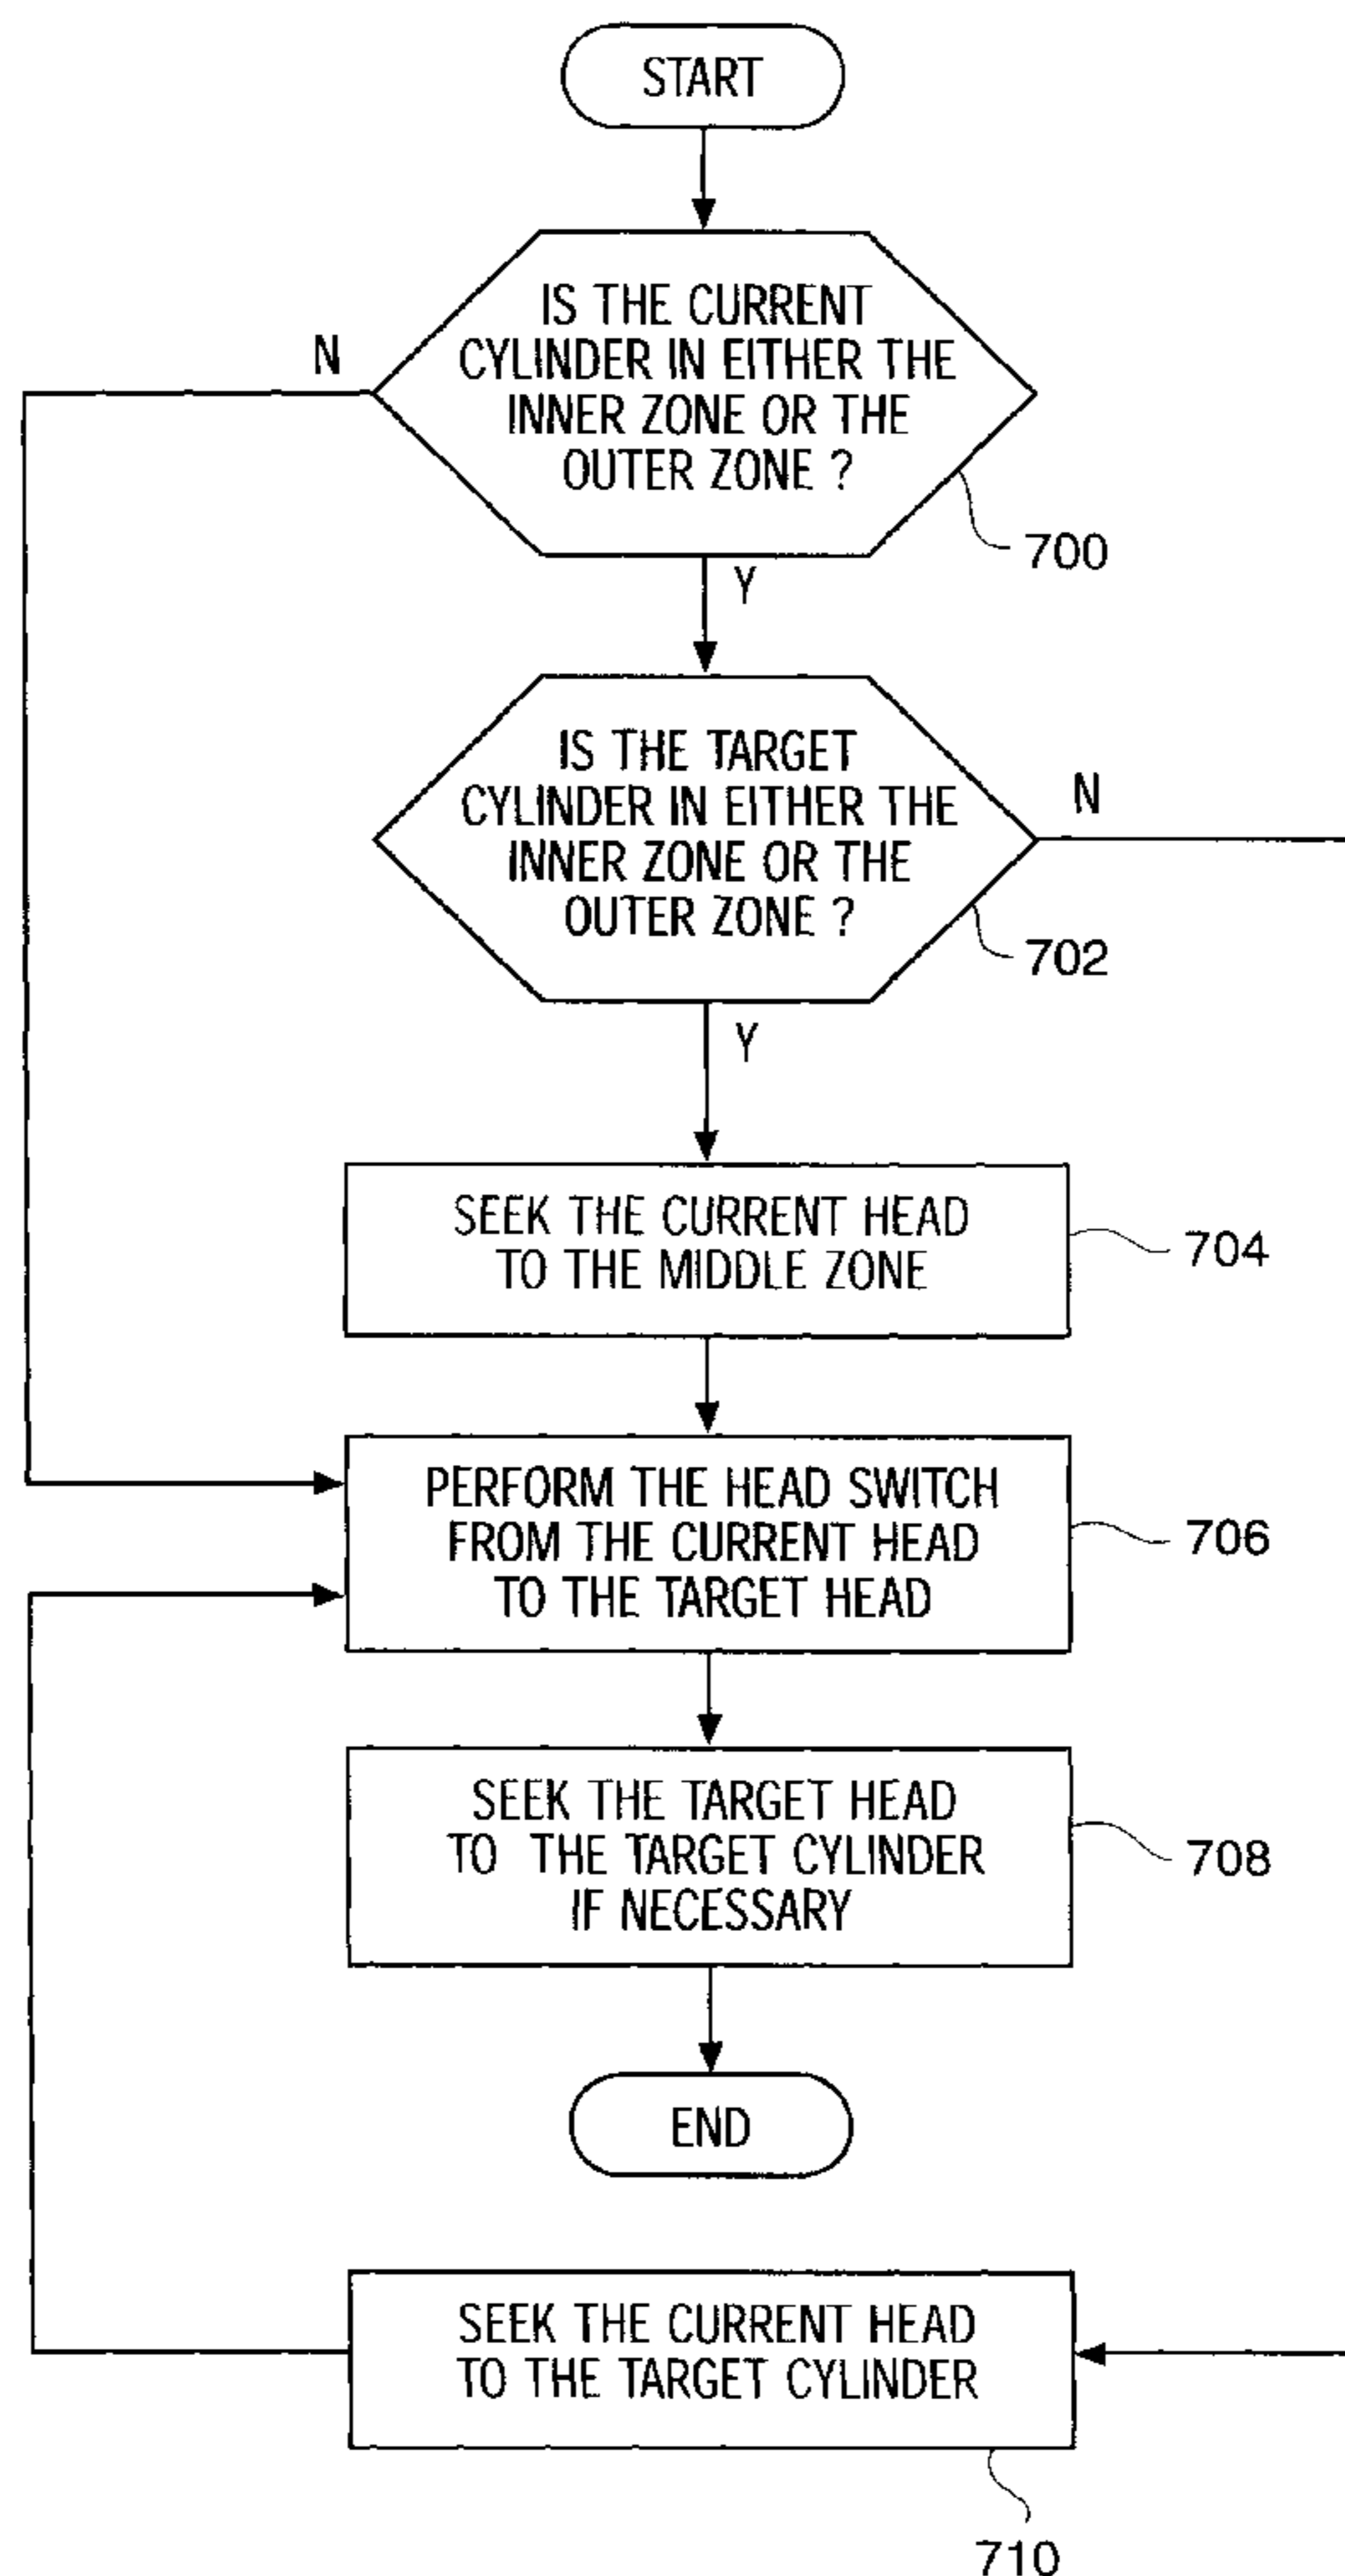 START
IS THE CURRENT
CYLINDER IN EITHER THE
INNER ZONE OR THE
OUTER ZONE ?
N
700
Y
IS THE TARGET
CYLINDER IN EITHER THE
INNER ZONE OR THE
OUTER ZONE ?
N
702
Y
SEEK THE CURRENT HEAD
TO THE MIDDLE ZONE
704
PERFORM THE HEAD SWITCH
FROM THE CURRENT HEAD
TO THE TARGET HEAD
706
SEEK THE TARGET HEAD
TO THE TARGET CYLINDER
IF NECESSARY
708
END
SEEK THE CURRENT HEAD
TO THE TARGET CYLINDER
710